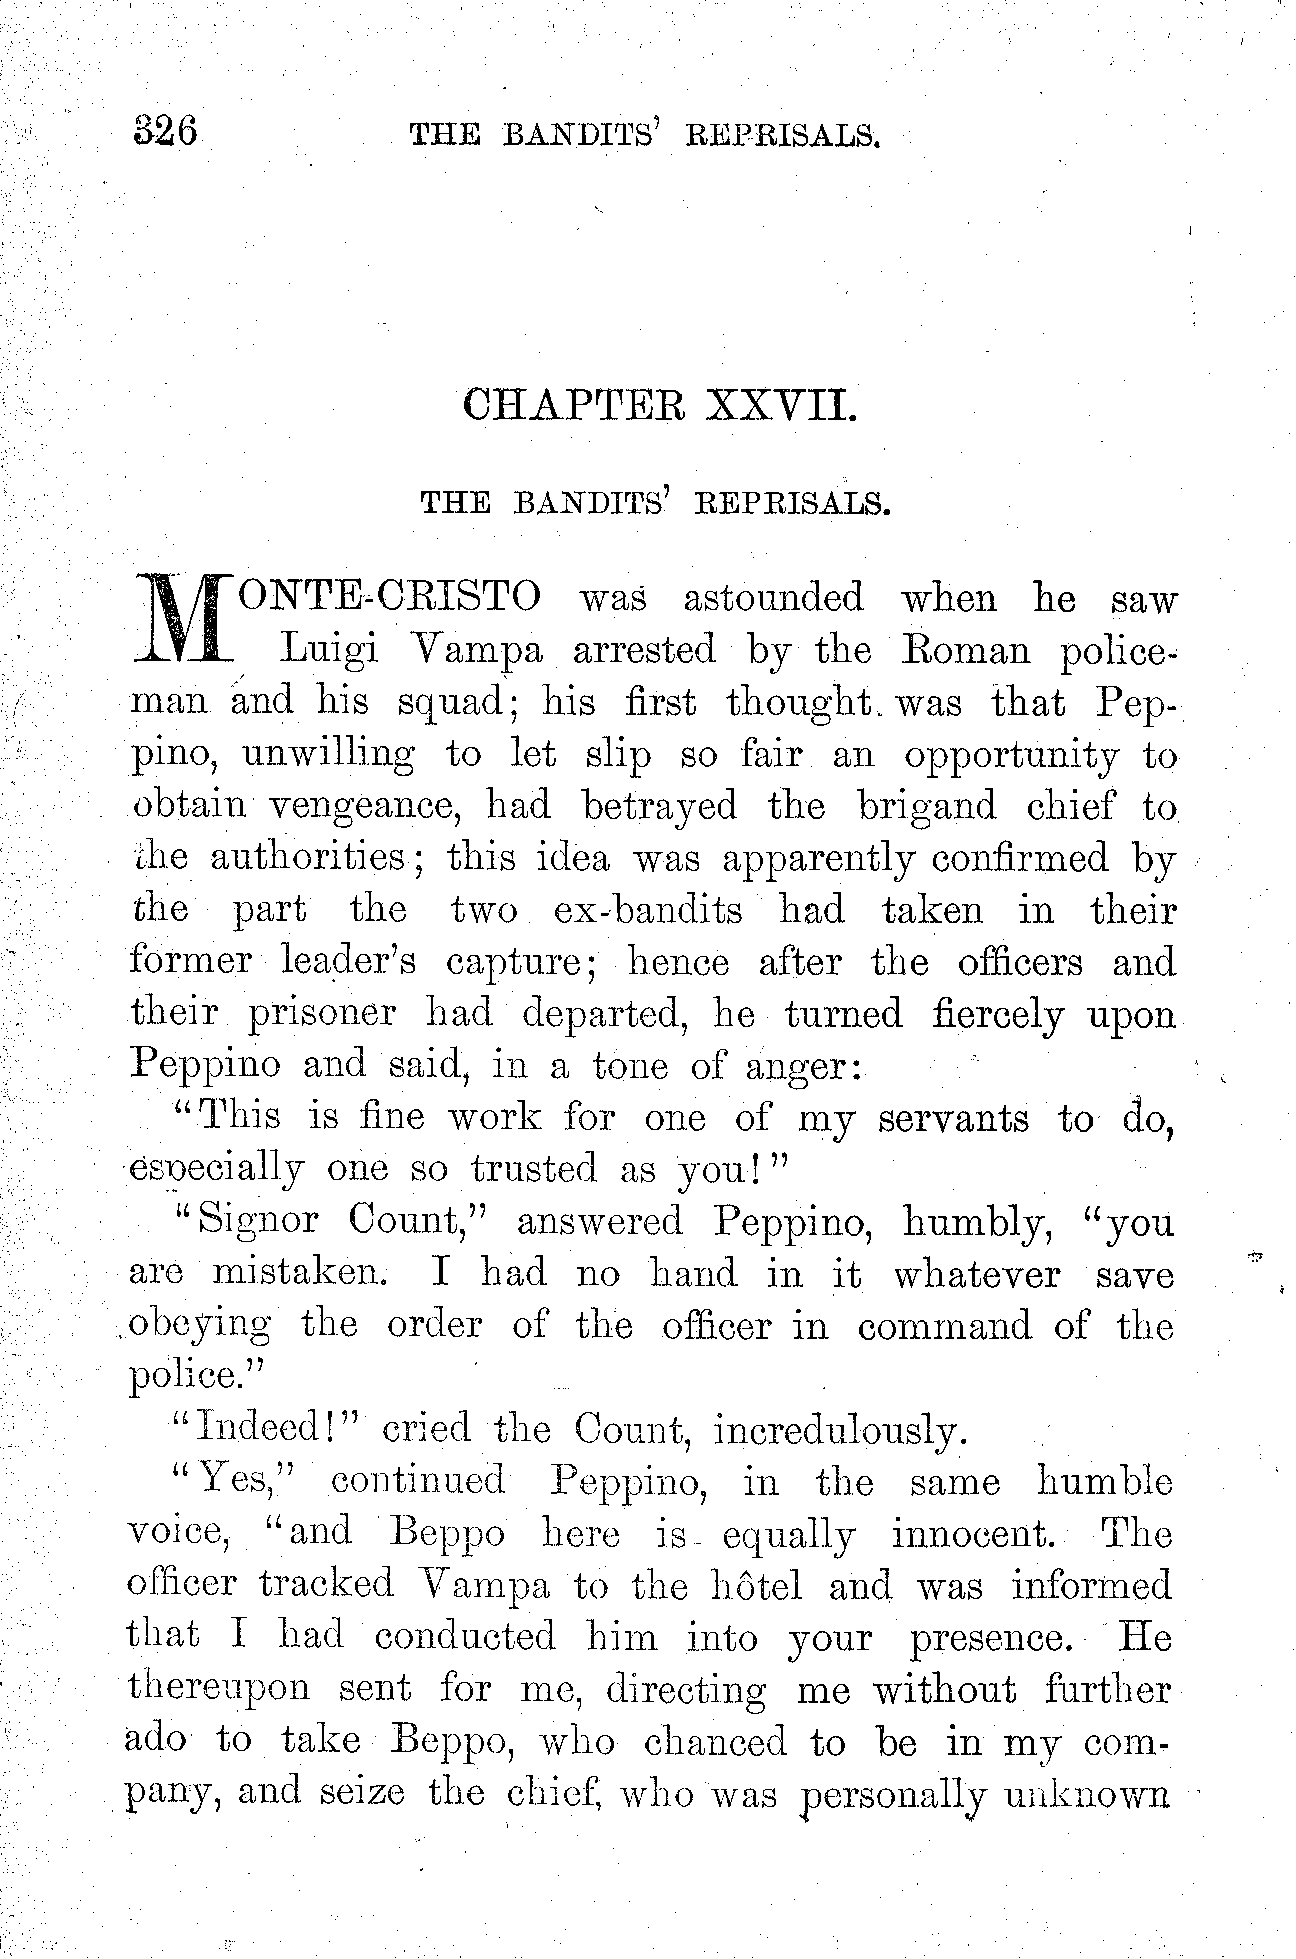 326 THE BANDITS' REPRISALS.
CHAPTER XXVII.
THE BANDITS' REPRISALS.
MONTE-CRISTO was astounded when he saw
Luigi Vampa arrested by the Roman police-
man and his squad; his first thought was that Pep-
pino, unwilling to let slip so fair an opportunity to
obtain vengeance, had betrayed the brigand chief to
the authorities; this idea was apparently confirmed by
the part the two ex-bandits had taken in their
former leader's capture; hence after the officers and
their prisoner had departed, he turned fiercely upon
Peppino and said, in a tone of anger:
"This is fine work for one of my servants to do,
especially one so trusted as you!"
"Signor Count," answered Peppino, humbly, "you
are mistaken. I had no hand in it whatever save
obeying the order of the officer in command of the
police."
"Indeed!" cried the Count, incredulously.
"Yes," continued Peppino, in the same humble
voice, "and Beppo here is equally innocent. The
officer tracked Vampa to the hôtel and was informed
that I had conducted him into your presence. He
thereupon sent for me, directing me without further
ado to take Beppo, who chanced to be in my com-
pany, and seize the chief, who was personally unknown